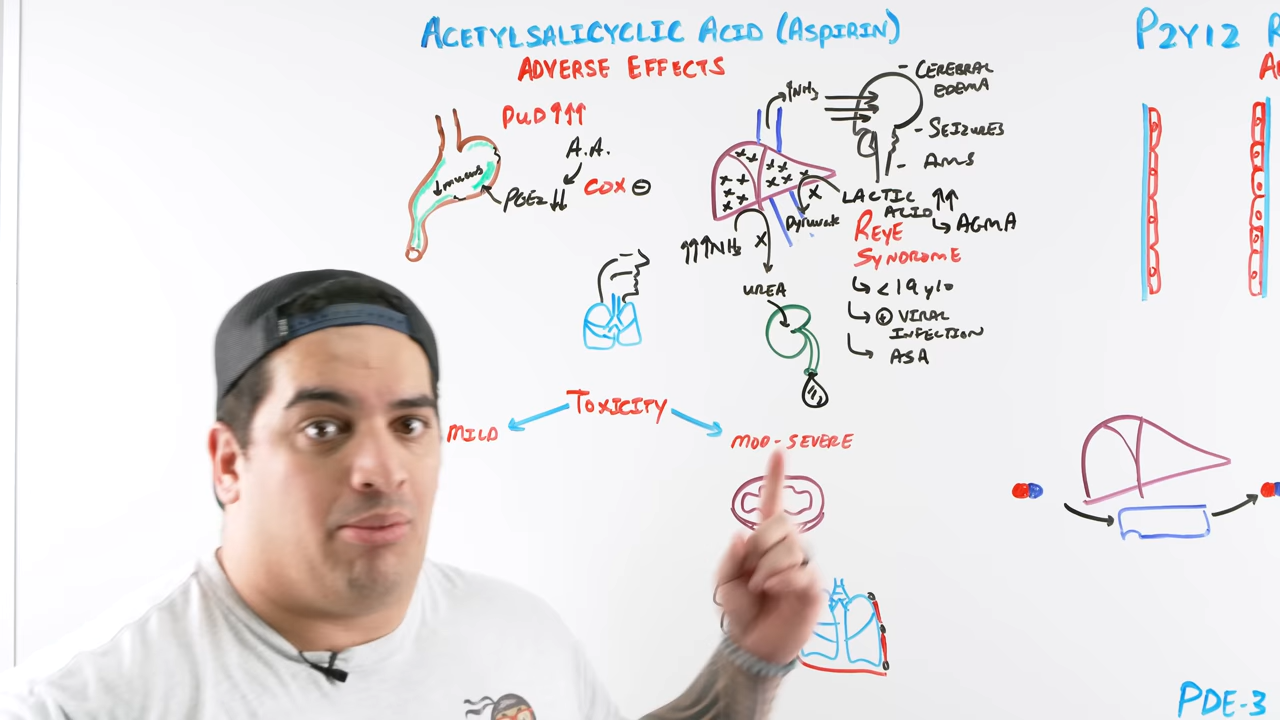 ACETYLSALICYCLIC ACID (ASPIRIN)
ADVERSE EFFECTS
P2Y12
PUD ↑↑↑
A.A.
COX ⊖
↓mucus
PGE2 ↓↓
↑NH3
- CEREBRAL
EDEMA
- SEIZURES
- AMS
LACTIC ↑↑
ACID
↳ AGMA
Pyruvate
X
↑↑↑NH3
X
UREA
REYE
SYNDROME
↳ <19 y/o
↳ ⊕ VIRAL
INFECTION
↳ ASA
TOXICITY
MILD
MOD-SEVERE
PDE-3